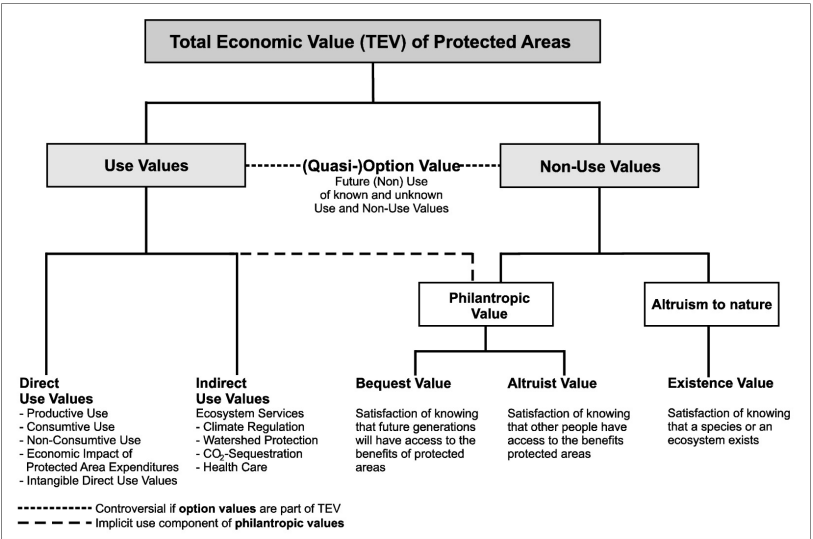 Total Economic Value (TEV) of Protected Areas
Use Values
(Quasi-)Option Value
Future (Non) Use
of known and unknown
Use and Non-Use Values
Non-Use Values
Philantropic
Value
Altruism to nature
Direct
Use Values
- Productive Use
- Consumtive Use
- Non-Consumtive Use
- Economic Impact of
Protected Area Expenditures
- Intangible Direct Use Values
Indirect
Use Values
Ecosystem Services
- Climate Regulation
- Watershed Protection
- CO₂-Sequestration
- Health Care
Bequest Value
Satisfaction of knowing
that future generations
will have access to the
benefits of protected
areas
Altruist Value
Satisfaction of knowing
that other people have
access to the benefits
protected areas
Existence Value
Satisfaction of knowing
that a species or an
ecosystem exists
Controversial if option values are part of TEV
Implicit use component of philantropic values